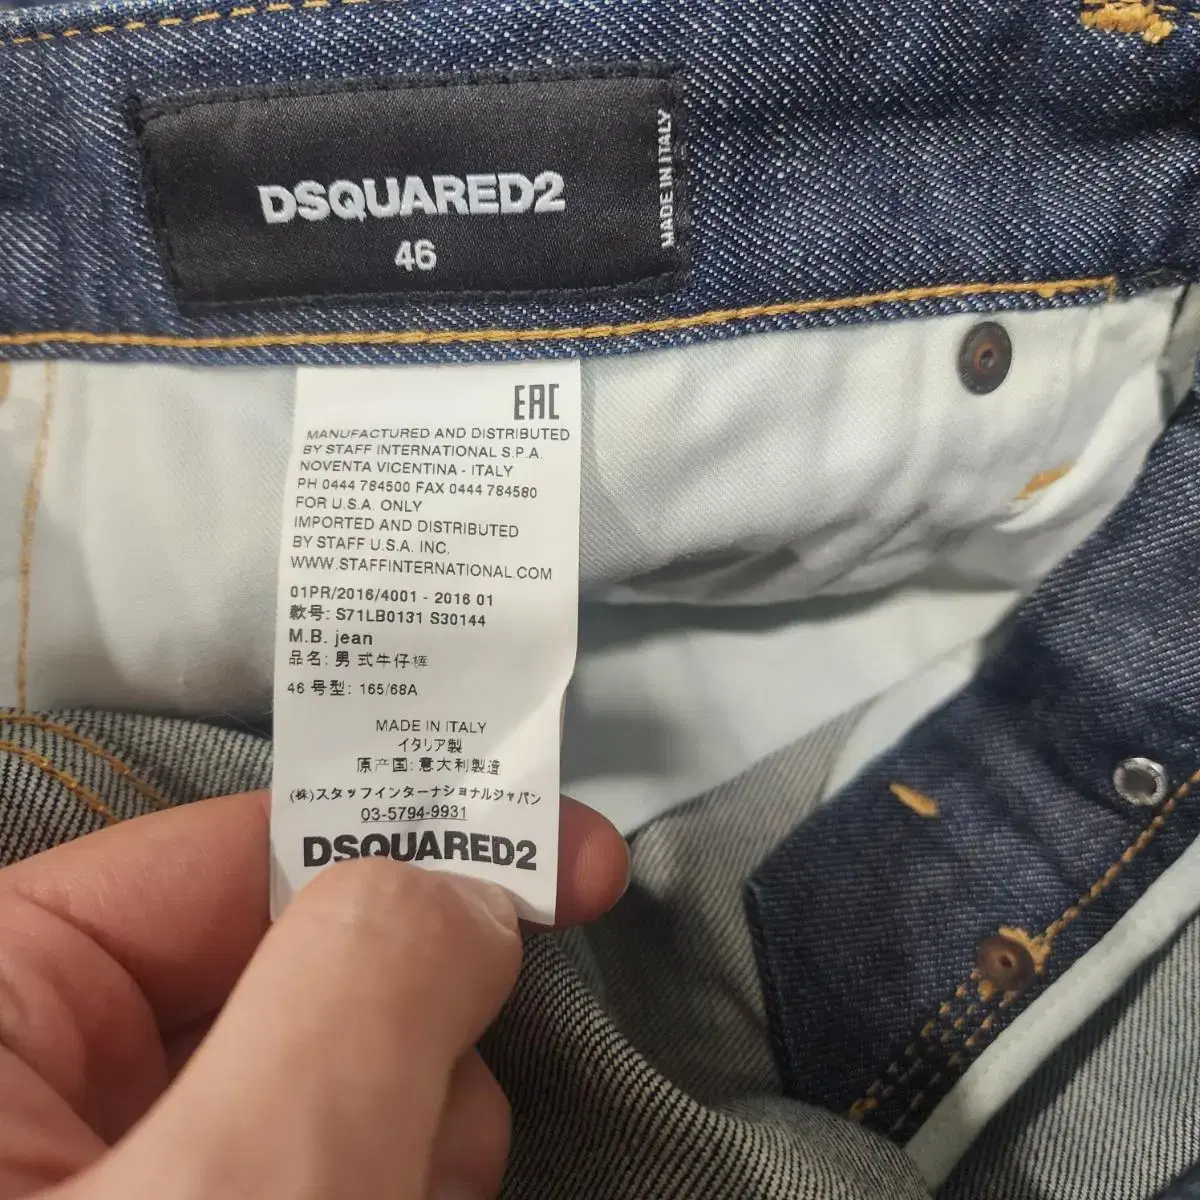 DSQUARED2
46
MADE IN ITALY
EAC
MANUFACTURED AND DISTRIBUTED
BY STAFF INTERNATIONAL S.P.A.
NOVENTA VICENTINA - ITALY
PH 0444 784500 FAX 0444 784580
FOR U.S.A. ONLY
IMPORTED AND DISTRIBUTED
BY STAFF U.S.A. INC.
WWW.STAFFINTERNATIONAL.COM
01PR/2016/4001 - 2016 01
款号: S71LB0131 S30144
M.B. jean
品名: 男式牛仔裤
46 号型: 165/68A
MADE IN ITALY
イタリア製
原产国: 意大利製造
(株)スタッフインターナショナルジャパン
03-5794-9931
DSQUARED2